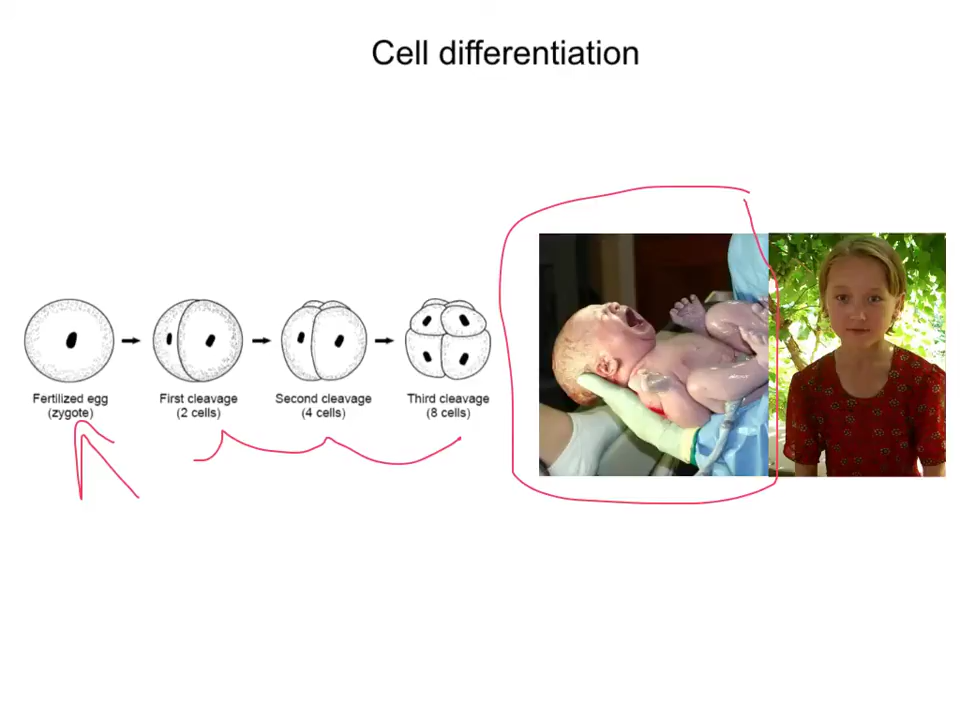 Cell differentiation
Fertilized egg
(zygote)
First cleavage
(2 cells)
Second cleavage
(4 cells)
Third cleavage
(8 cells)